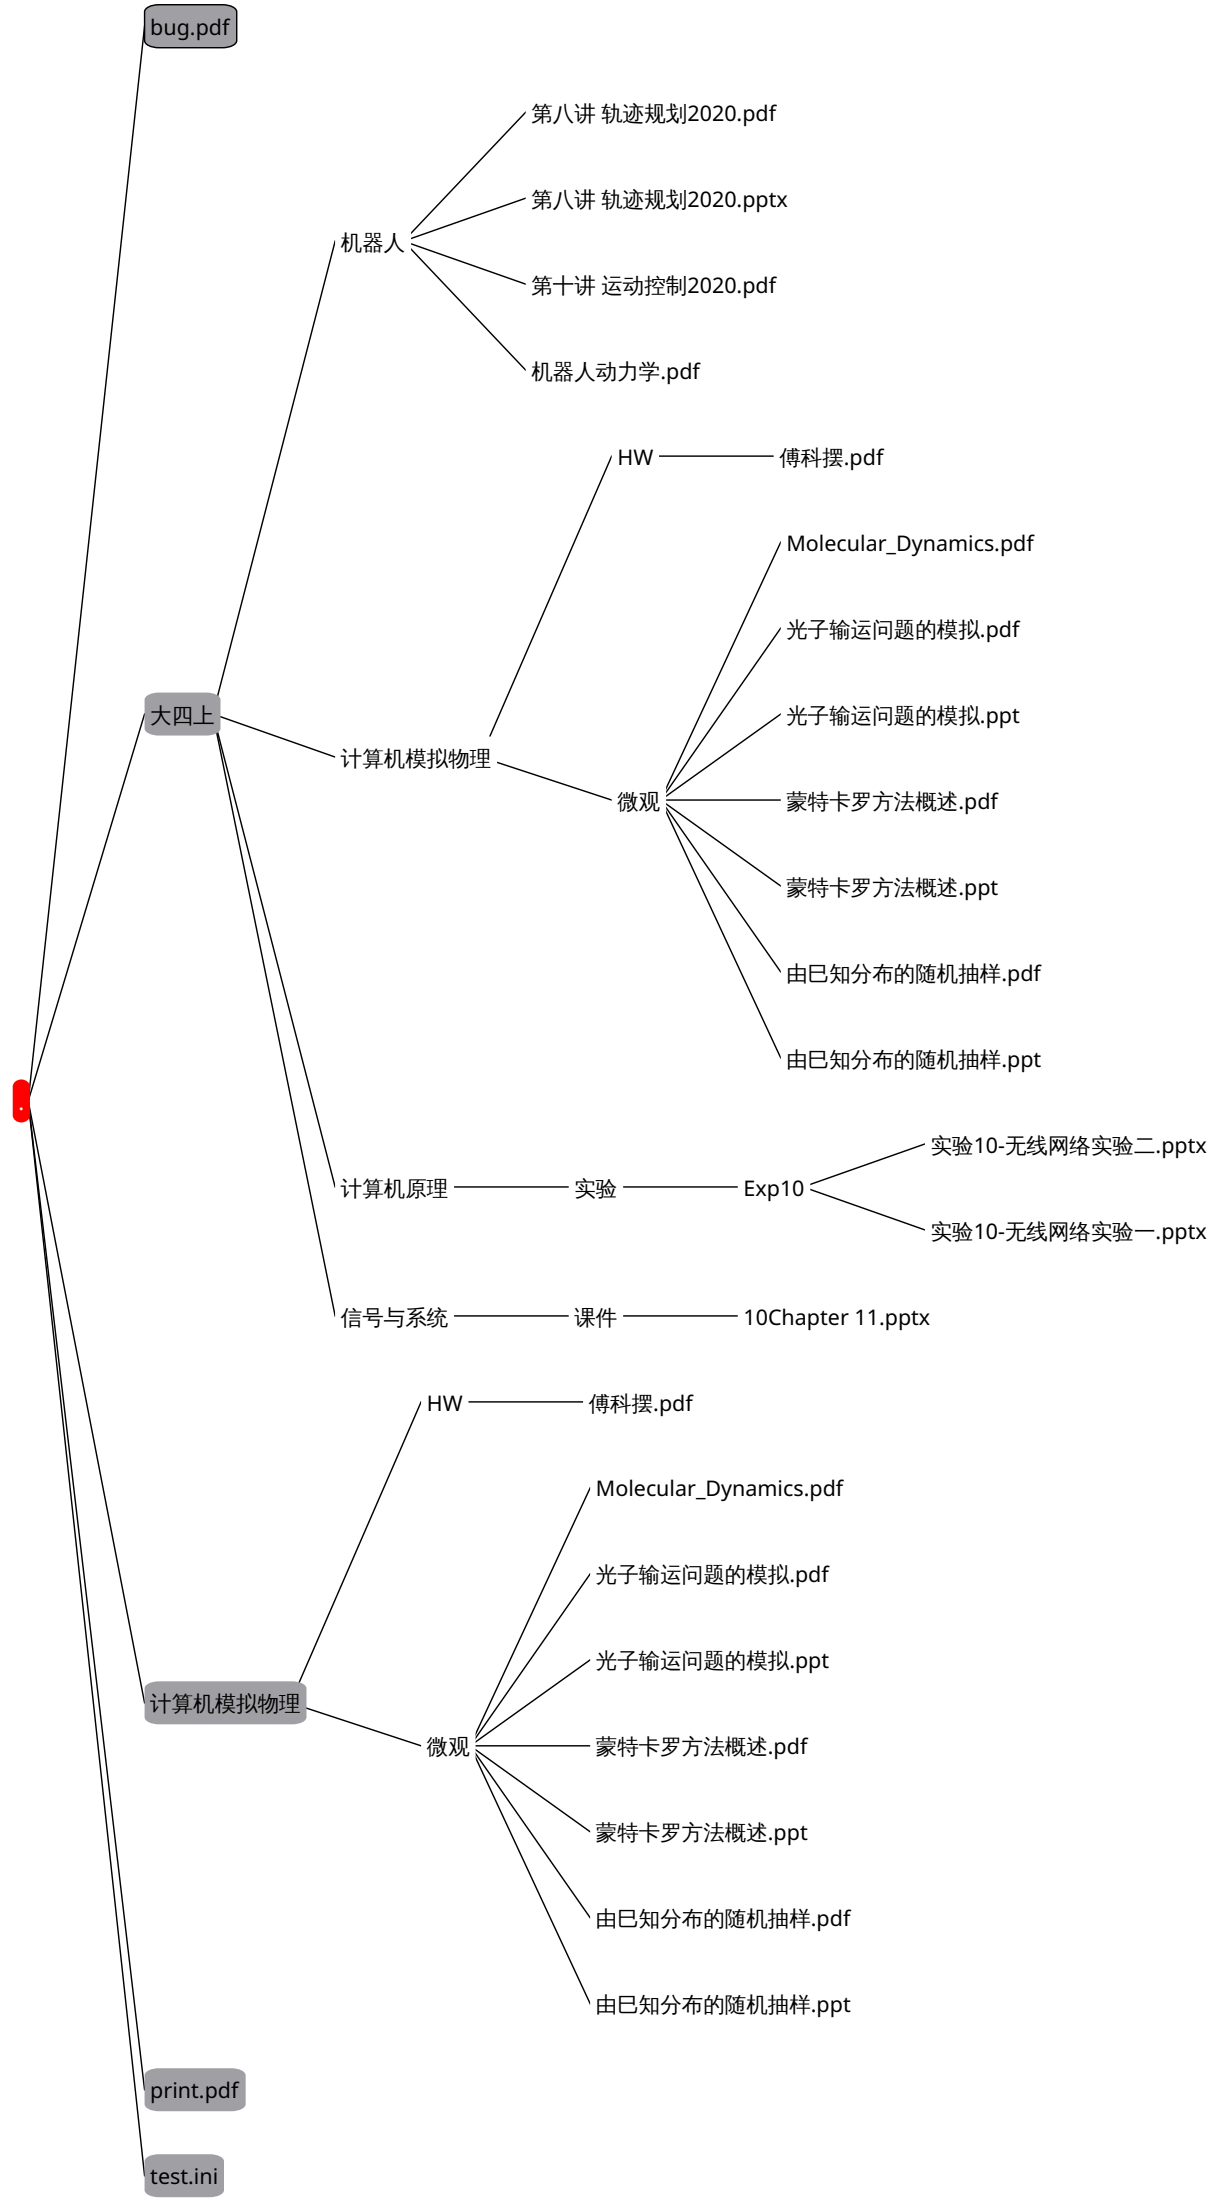 bug.pdf
第八讲 轨迹规划2020.pdf
第八讲 轨迹规划2020.pptx
机器人
第十讲 运动控制2020.pdf
机器人动力学.pdf
HW
傅科摆.pdf
Molecular_Dynamics.pdf
光子输运问题的模拟.pdf
大四上
光子输运问题的模拟.ppt
计算机模拟物理
微观
蒙特卡罗方法概述.pdf
蒙特卡罗方法概述.ppt
由巳知分布的随机抽样.pdf
由巳知分布的随机抽样.ppt
.
实验10-无线网络实验二.pptx
计算机原理
实验
Exp10
实验10-无线网络实验一.pptx
信号与系统
课件
10Chapter 11.pptx
HW
傅科摆.pdf
Molecular_Dynamics.pdf
光子输运问题的模拟.pdf
光子输运问题的模拟.ppt
计算机模拟物理
微观
蒙特卡罗方法概述.pdf
蒙特卡罗方法概述.ppt
由巳知分布的随机抽样.pdf
由巳知分布的随机抽样.ppt
print.pdf
test.ini